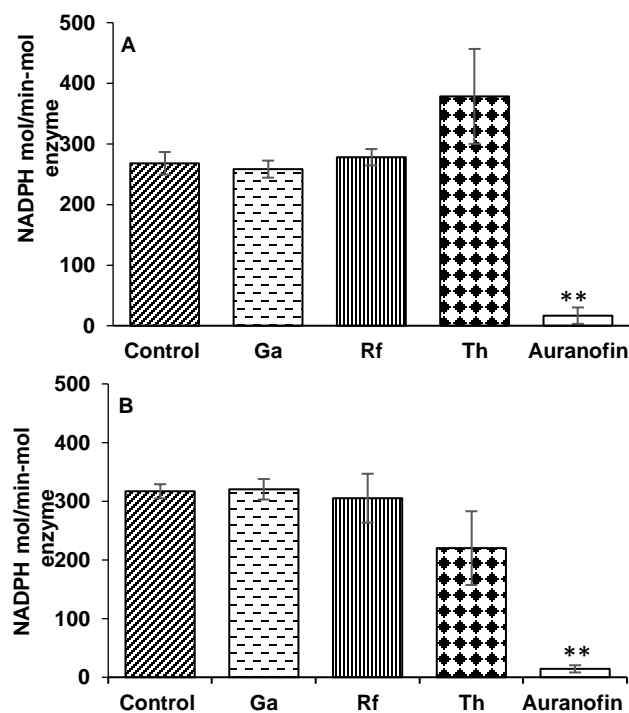 A
NADPH mol/min-mol
enzyme
500
400
300
200
100
0
**
Control Ga Rf Th Auranofin
B
NADPH mol/min-mol
enzyme
500
400
300
200
100
0
**
Control Ga Rf Th Auranofin